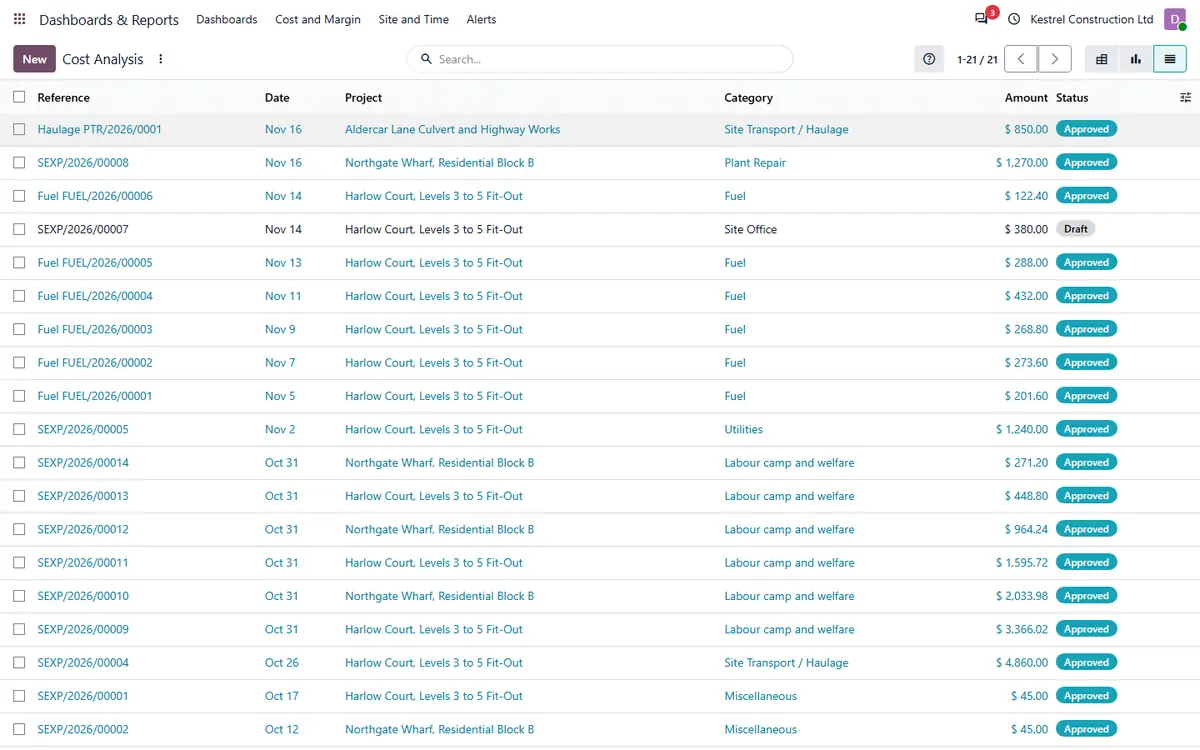 Dashboards & Reports Dashboards Cost and Margin Site and Time Alerts 3 Kestrel Construction Ltd D
New Cost Analysis Search... 1-21 / 21
Reference Date Project Category Amount Status
Haulage PTR/2026/0001 Nov 16 Aldercar Lane Culvert and Highway Works Site Transport / Haulage $ 850.00 Approved
SEXP/2026/00008 Nov 16 Northgate Wharf, Residential Block B Plant Repair $ 1,270.00 Approved
Fuel FUEL/2026/00006 Nov 14 Harlow Court, Levels 3 to 5 Fit-Out Fuel $ 122.40 Approved
SEXP/2026/00007 Nov 14 Harlow Court, Levels 3 to 5 Fit-Out Site Office $ 380.00 Draft
Fuel FUEL/2026/00005 Nov 13 Harlow Court, Levels 3 to 5 Fit-Out Fuel $ 288.00 Approved
Fuel FUEL/2026/00004 Nov 11 Harlow Court, Levels 3 to 5 Fit-Out Fuel $ 432.00 Approved
Fuel FUEL/2026/00003 Nov 9 Harlow Court, Levels 3 to 5 Fit-Out Fuel $ 268.80 Approved
Fuel FUEL/2026/00002 Nov 7 Harlow Court, Levels 3 to 5 Fit-Out Fuel $ 273.60 Approved
Fuel FUEL/2026/00001 Nov 5 Harlow Court, Levels 3 to 5 Fit-Out Fuel $ 201.60 Approved
SEXP/2026/00005 Nov 2 Harlow Court, Levels 3 to 5 Fit-Out Utilities $ 1,240.00 Approved
SEXP/2026/00014 Oct 31 Northgate Wharf, Residential Block B Labour camp and welfare $ 271.20 Approved
SEXP/2026/00013 Oct 31 Harlow Court, Levels 3 to 5 Fit-Out Labour camp and welfare $ 448.80 Approved
SEXP/2026/00012 Oct 31 Northgate Wharf, Residential Block B Labour camp and welfare $ 964.24 Approved
SEXP/2026/00011 Oct 31 Harlow Court, Levels 3 to 5 Fit-Out Labour camp and welfare $ 1,595.72 Approved
SEXP/2026/00010 Oct 31 Northgate Wharf, Residential Block B Labour camp and welfare $ 2,033.98 Approved
SEXP/2026/00009 Oct 31 Harlow Court, Levels 3 to 5 Fit-Out Labour camp and welfare $ 3,366.02 Approved
SEXP/2026/00004 Oct 26 Harlow Court, Levels 3 to 5 Fit-Out Site Transport / Haulage $ 4,860.00 Approved
SEXP/2026/00001 Oct 17 Harlow Court, Levels 3 to 5 Fit-Out Miscellaneous $ 45.00 Approved
SEXP/2026/00002 Oct 12 Northgate Wharf, Residential Block B Miscellaneous $ 45.00 Approved